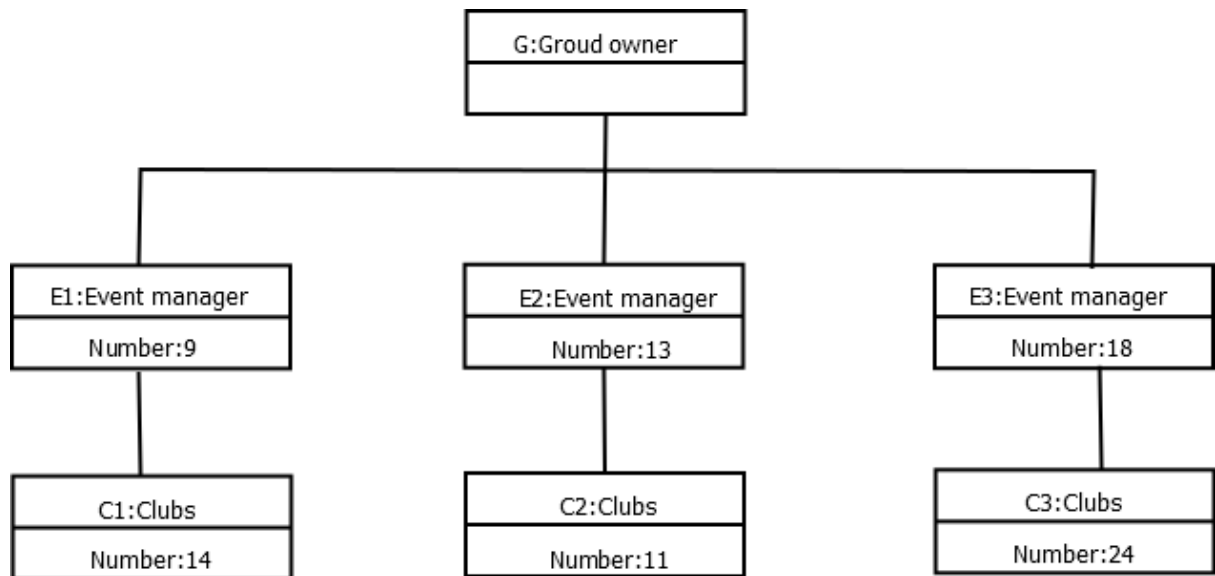 G:Groud owner
E1:Event manager
Number:9
E2:Event manager
Number:13
E3:Event manager
Number:18
C1:Clubs
Number:14
C2:Clubs
Number:11
C3:Clubs
Number:24